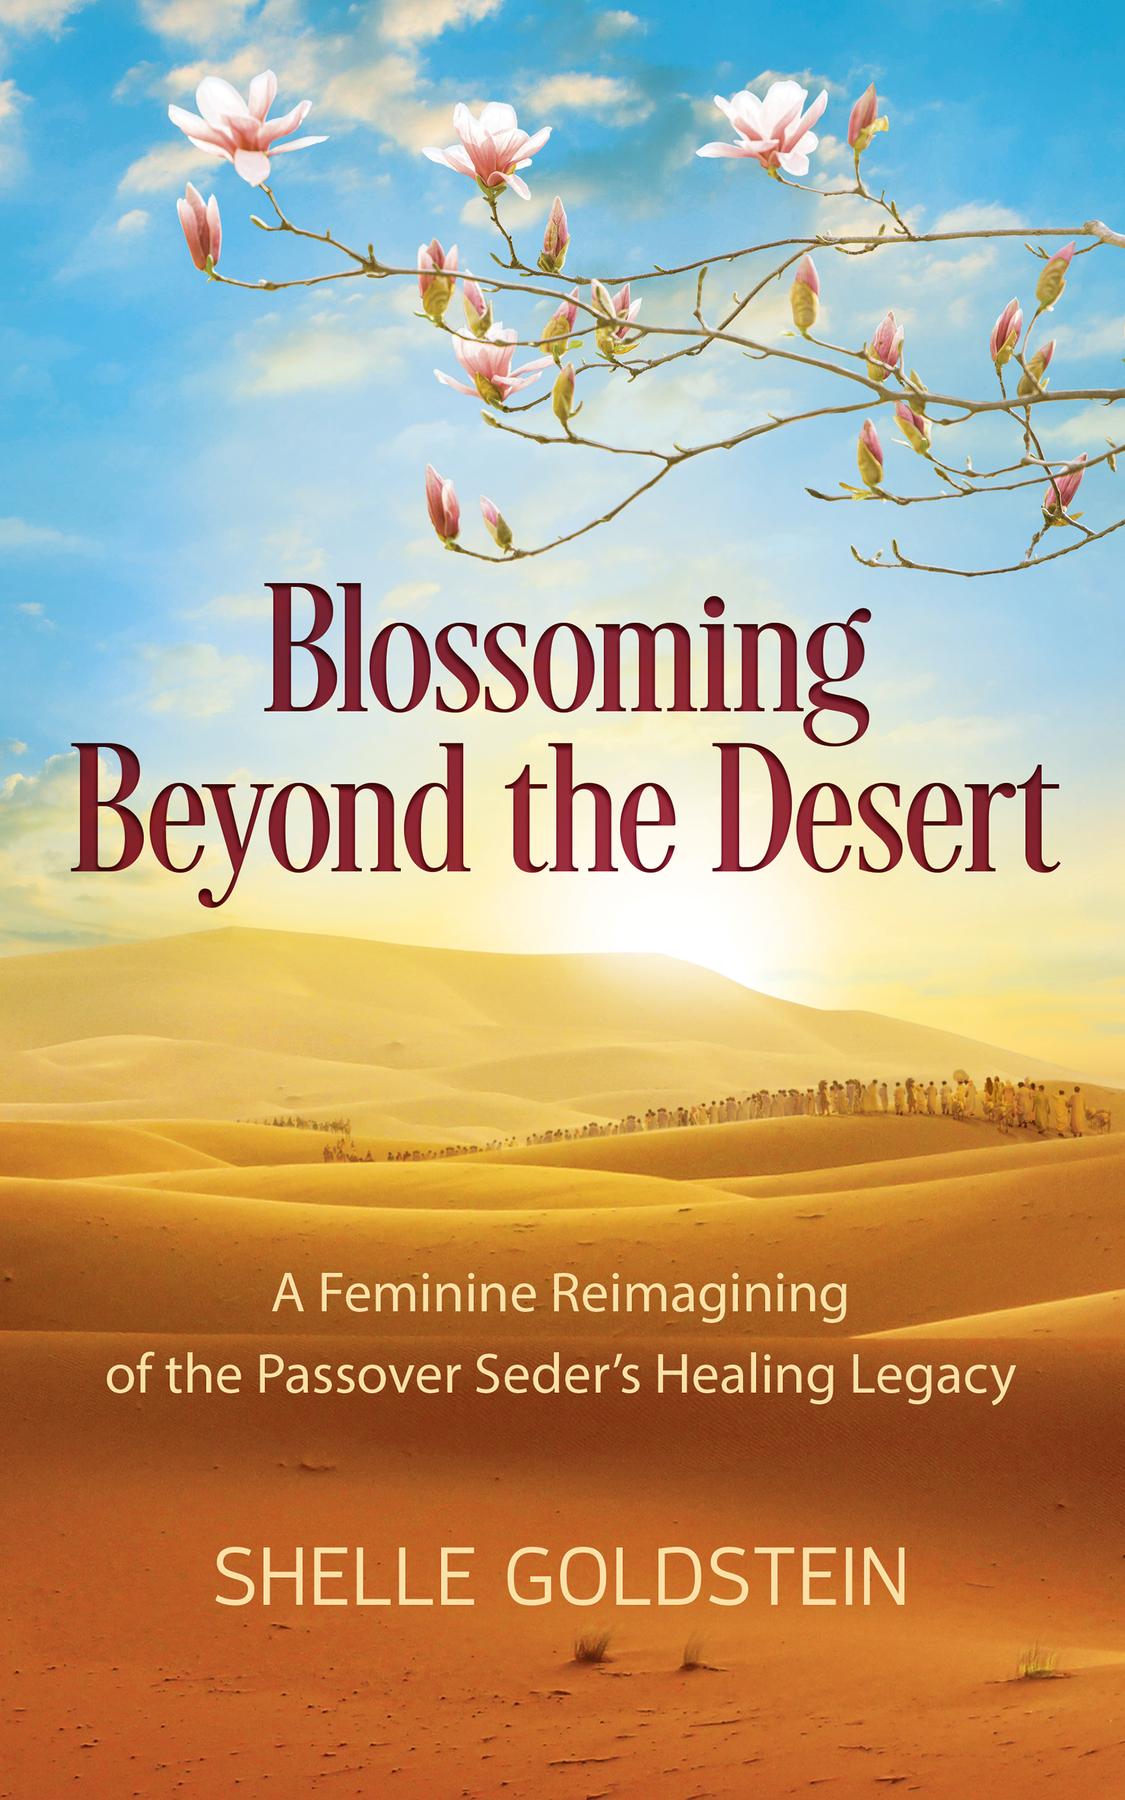 Blossoming
Beyond the Desert
A Feminine Reimagining
of the Passover Seder’s Healing Legacy
SHELLE GOLDSTEIN